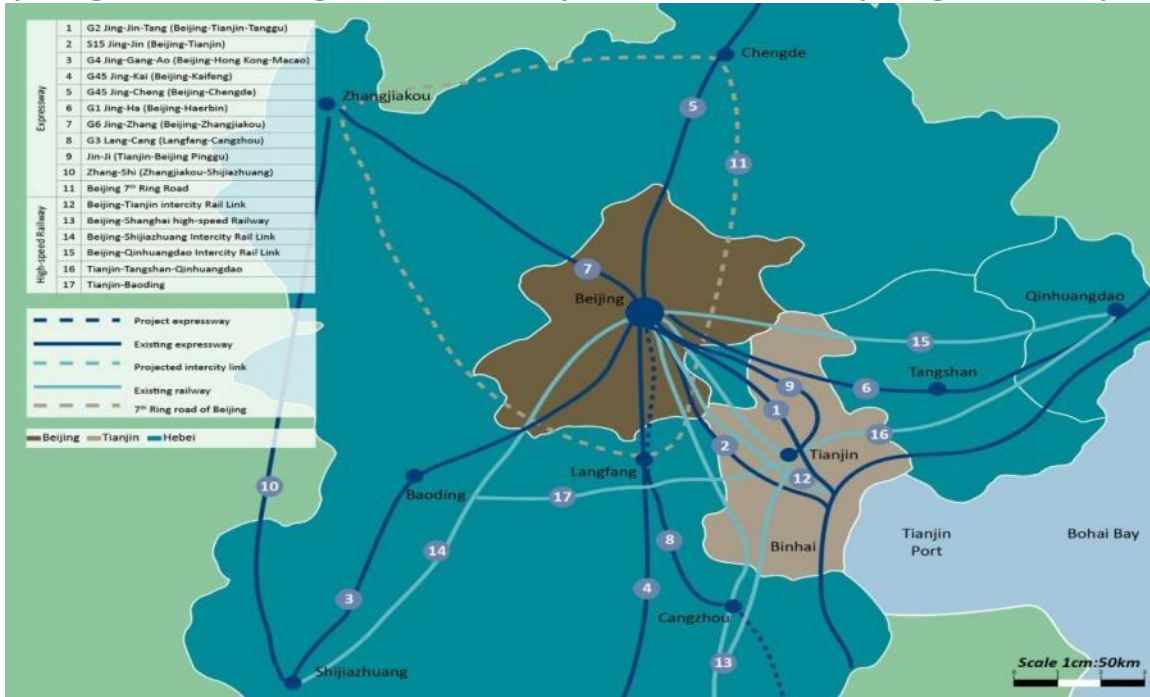 Expressway
1 G2 Jing-Jin-Tang (Beijing-Tianjin-Tanggu)
2 S15 Jing-Jin (Beijing-Tianjin)
3 G4 Jing-Gang-Ao (Beijing-Hong Kong-Macao)
4 G45 Jing-Kai (Beijing-Kaifeng)
5 G45 Jing-Cheng (Beijing-Chengde)
6 G1 Jing-Ha (Beijing-Haerbin)
7 G6 Jing-Zhang (Beijing-Zhangjiakou)
8 G3 Lang-Cang (Langfang-Cangzhou)
9 Jin-Ji (Tianjin-Beijing Pinggu)
10 Zhang-Shi (Zhangjiakou-Shijiazhuang)
11 Beijing 7th Ring Road
High-speed Railway
12 Beijing-Tianjin intercity Rail Link
13 Beijing-Shanghai high-speed Railway
14 Beijing-Shijiazhuang Intercity Rail Link
15 Beijing-Qinhuangdao Intercity Rail Link
16 Tianjin-Tangshan-Qinhuangdao
17 Tianjin-Baoding
Project expressway
Existing expressway
Projected intercity link
Existing railway
7th Ring road of Beijing
Beijing Tianjin Hebei
Chengde
Zhangjiakou
5
11
7
Beijing
Qinhuangdao
15
9
6
Tangshan
1
16
2
Tianjin
Langfang
12
10
Baoding
17
14
8
Binhai
Tianjin
Port
Bohai Bay
3
4
Cangzhou
13
Shijiazhuang
Scale 1cm:50km